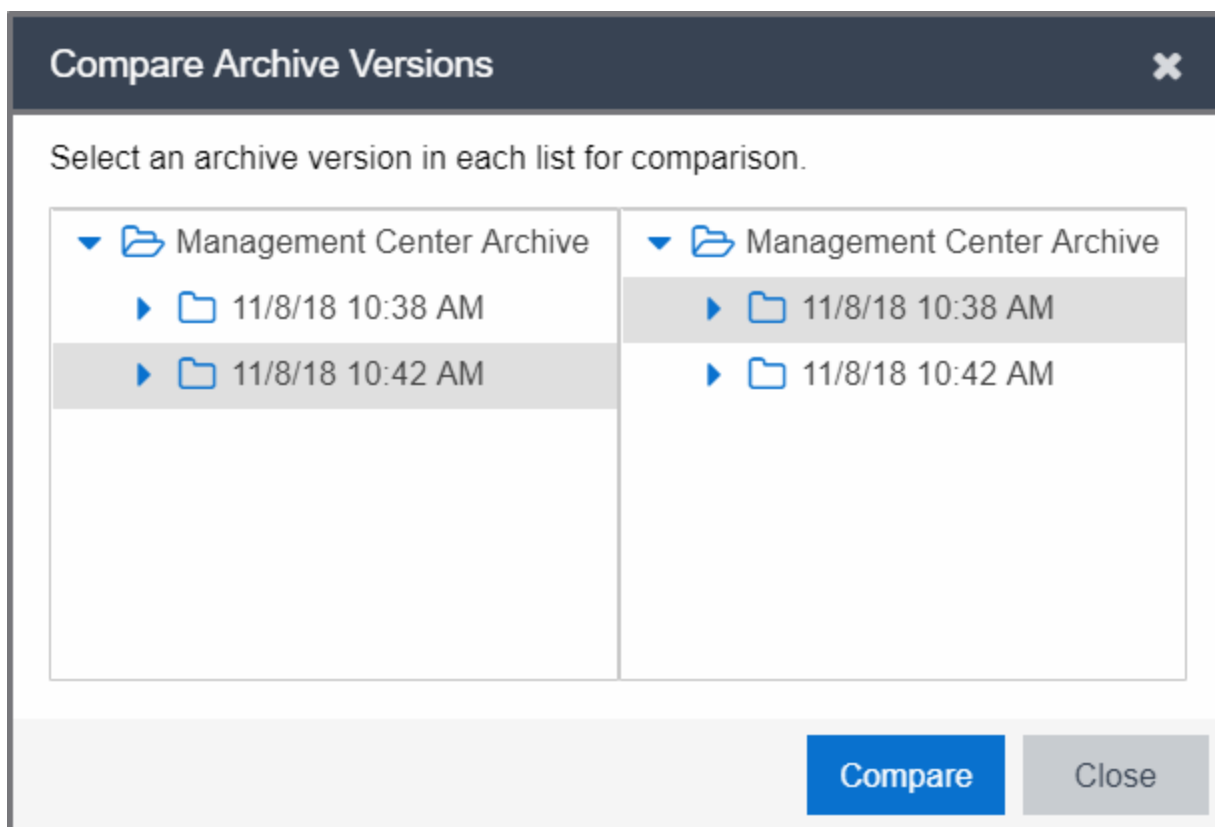 Compare Archive Versions
Select an archive version in each list for comparison.
Management Center Archive
11/8/18 10:38 AM
11/8/18 10:42 AM
Management Center Archive
11/8/18 10:38 AM
11/8/18 10:42 AM
Compare
Close